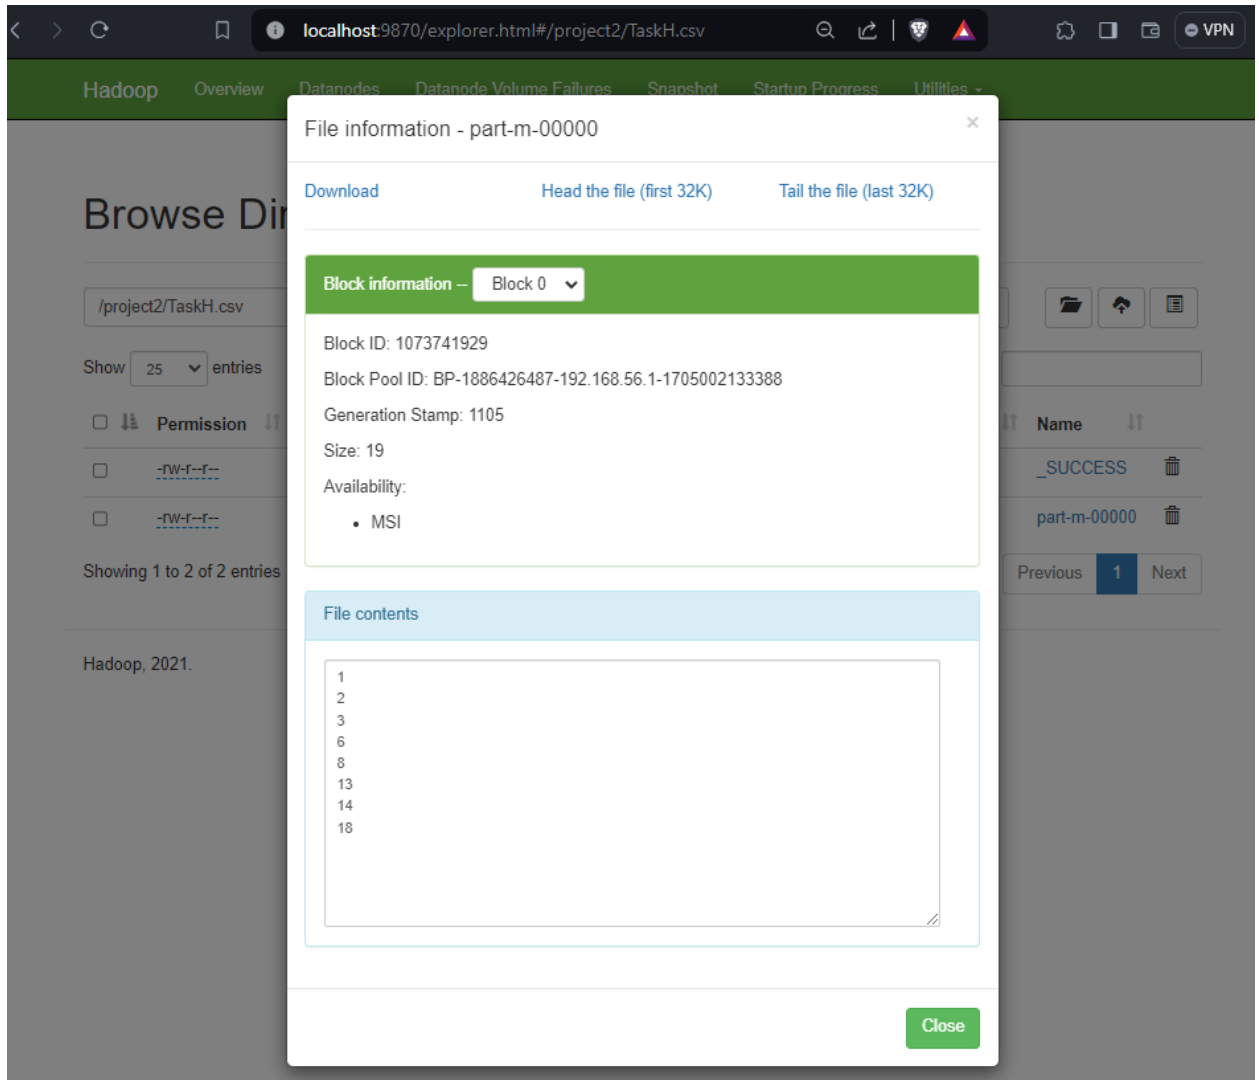 localhost:9870/explorer.html#/project2/TaskH.csv VPN
Hadoop Overview Datanodes Datanode Volume Failures Snapshot Startup Progress Utilities
File information - part-m-00000 ×
Download Head the file (first 32K) Tail the file (last 32K)
Browse Dir
Block information -- Block 0
/project2/TaskH.csv
Block ID: 1073741929
Show 25 entries
Block Pool ID: BP-1886426487-192.168.56.1-1705002133388
Generation Stamp: 1105
Permission Name
Size: 19
-rw-r--r-- _SUCCESS
Availability:
MSI
-rw-r--r-- part-m-00000
Showing 1 to 2 of 2 entries Previous 1 Next
File contents
Hadoop, 2021.
1
2
3
6
8
13
14
18
Close